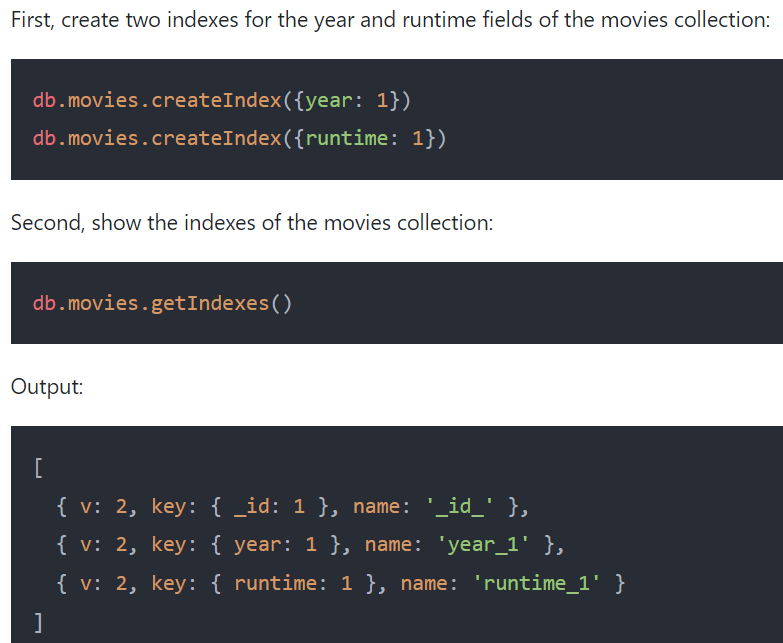 First, create two indexes for the year and runtime fields of the movies collection:
db.movies.createIndex({year: 1})
db.movies.createIndex({runtime: 1})
Second, show the indexes of the movies collection:
db.movies.getIndexes()
Output:
[
  { v: 2, key: { _id: 1 }, name: '_id_' },
  { v: 2, key: { year: 1 }, name: 'year_1' },
  { v: 2, key: { runtime: 1 }, name: 'runtime_1' }
]